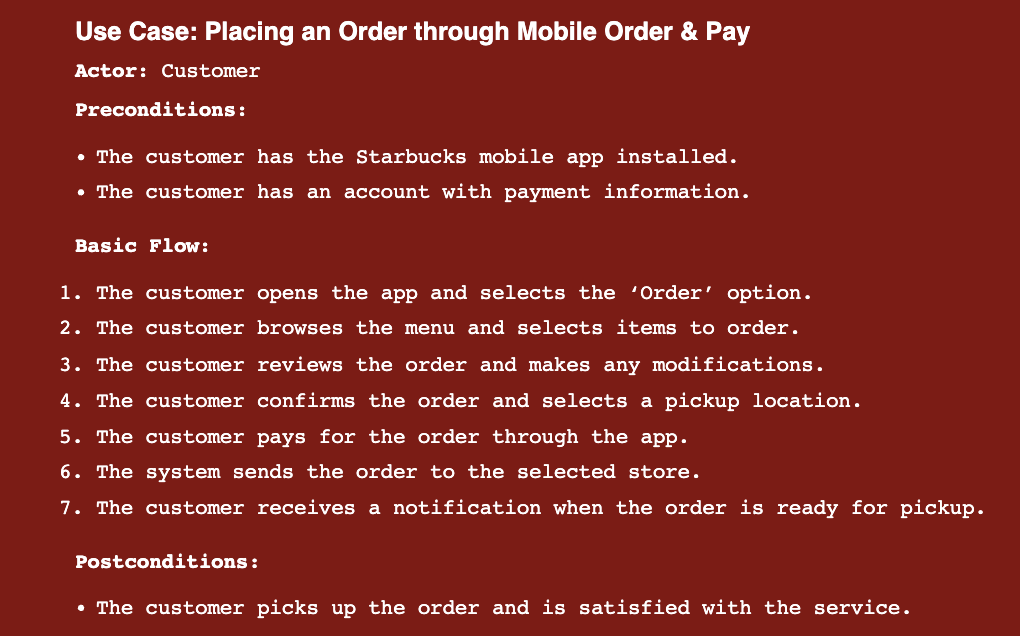 Use Case: Placing an Order through Mobile Order & Pay
Actor: Customer
Preconditions:
• The customer has the Starbucks mobile app installed.
• The customer has an account with payment information.
Basic Flow:
1. The customer opens the app and selects the ‘Order’ option.
2. The customer browses the menu and selects items to order.
3. The customer reviews the order and makes any modifications.
4. The customer confirms the order and selects a pickup location.
5. The customer pays for the order through the app.
6. The system sends the order to the selected store.
7. The customer receives a notification when the order is ready for pickup.
Postconditions:
• The customer picks up the order and is satisfied with the service.